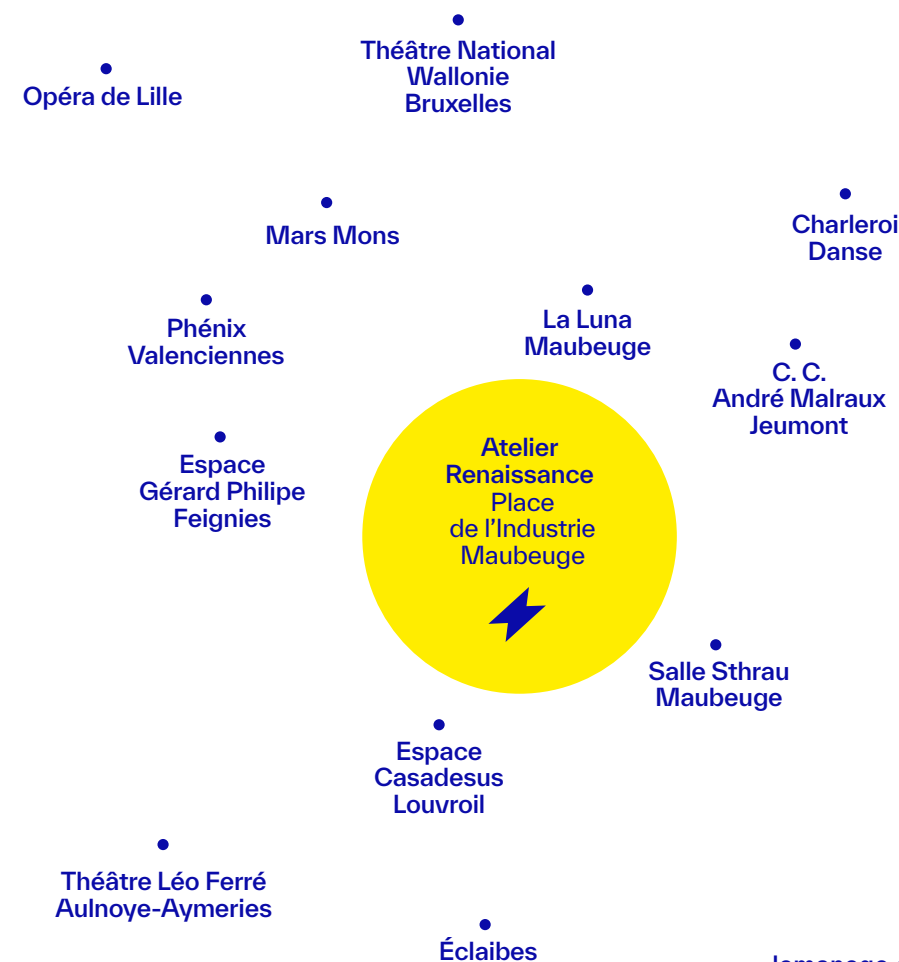 Théâtre National
Wallonie
Bruxelles
Opéra de Lille
Mars Mons
Charleroi
Danse
La Luna
Maubeuge
Phénix
Valenciennes
C. C.
André Malraux
Jeumont
Atelier
Renaissance
Place
de l’Industrie
Maubeuge
Espace
Gérard Philipe
Feignies
Salle Sthrau
Maubeuge
Espace
Casadesus
Louvroil
Théâtre Léo Ferré
Aulnoye-Aymeries
Éclaibes